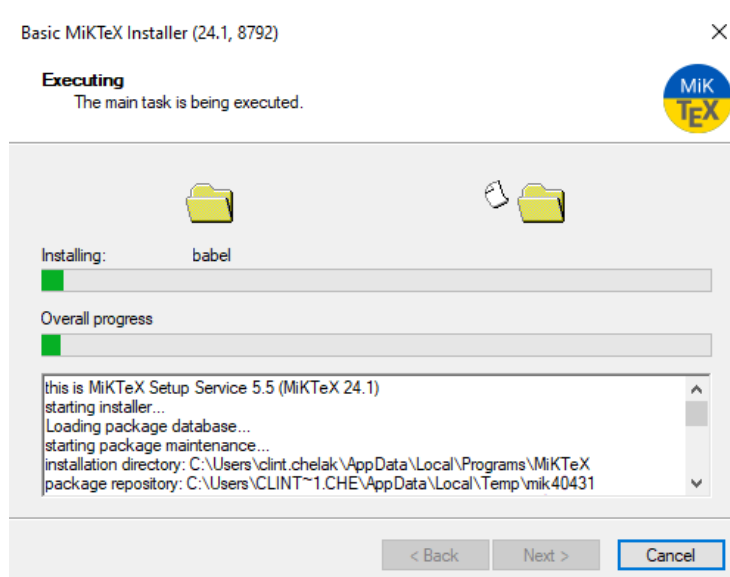 Basic MiKTeX Installer (24.1, 8792)
Executing
The main task is being executed.
MiK
TEX
Installing: babel
Overall progress
this is MiKTeX Setup Service 5.5 (MiKTeX 24.1)
starting installer...
Loading package database...
starting package maintenance...
installation directory: C:\Users\clint.chelak\AppData\Local\Programs\MiKTeX
package repository: C:\Users\CLINT~1.CHE\AppData\Local\Temp\mik40431
< Back Next > Cancel